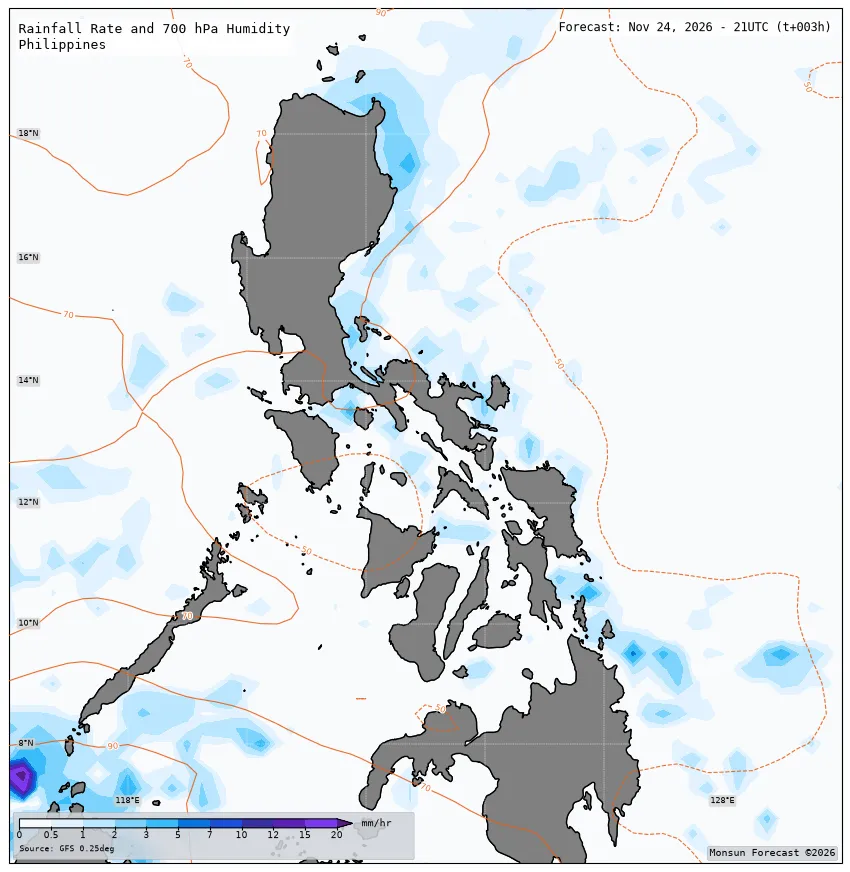 Rainfall Rate and 700 hPa Humidity
Philippines
Forecast: Nov 24, 2026 - 21UTC (t+003h)
90
70
50
18°N
70
16°N
70
50
14°N
12°N
50
10°N
70
50
8°N
90
70
118°E
128°E
0 0.5 1 2 3 5 7 10 12 15 20 mm/hr
Source: GFS 0.25deg
Monsun Forecast ©2026